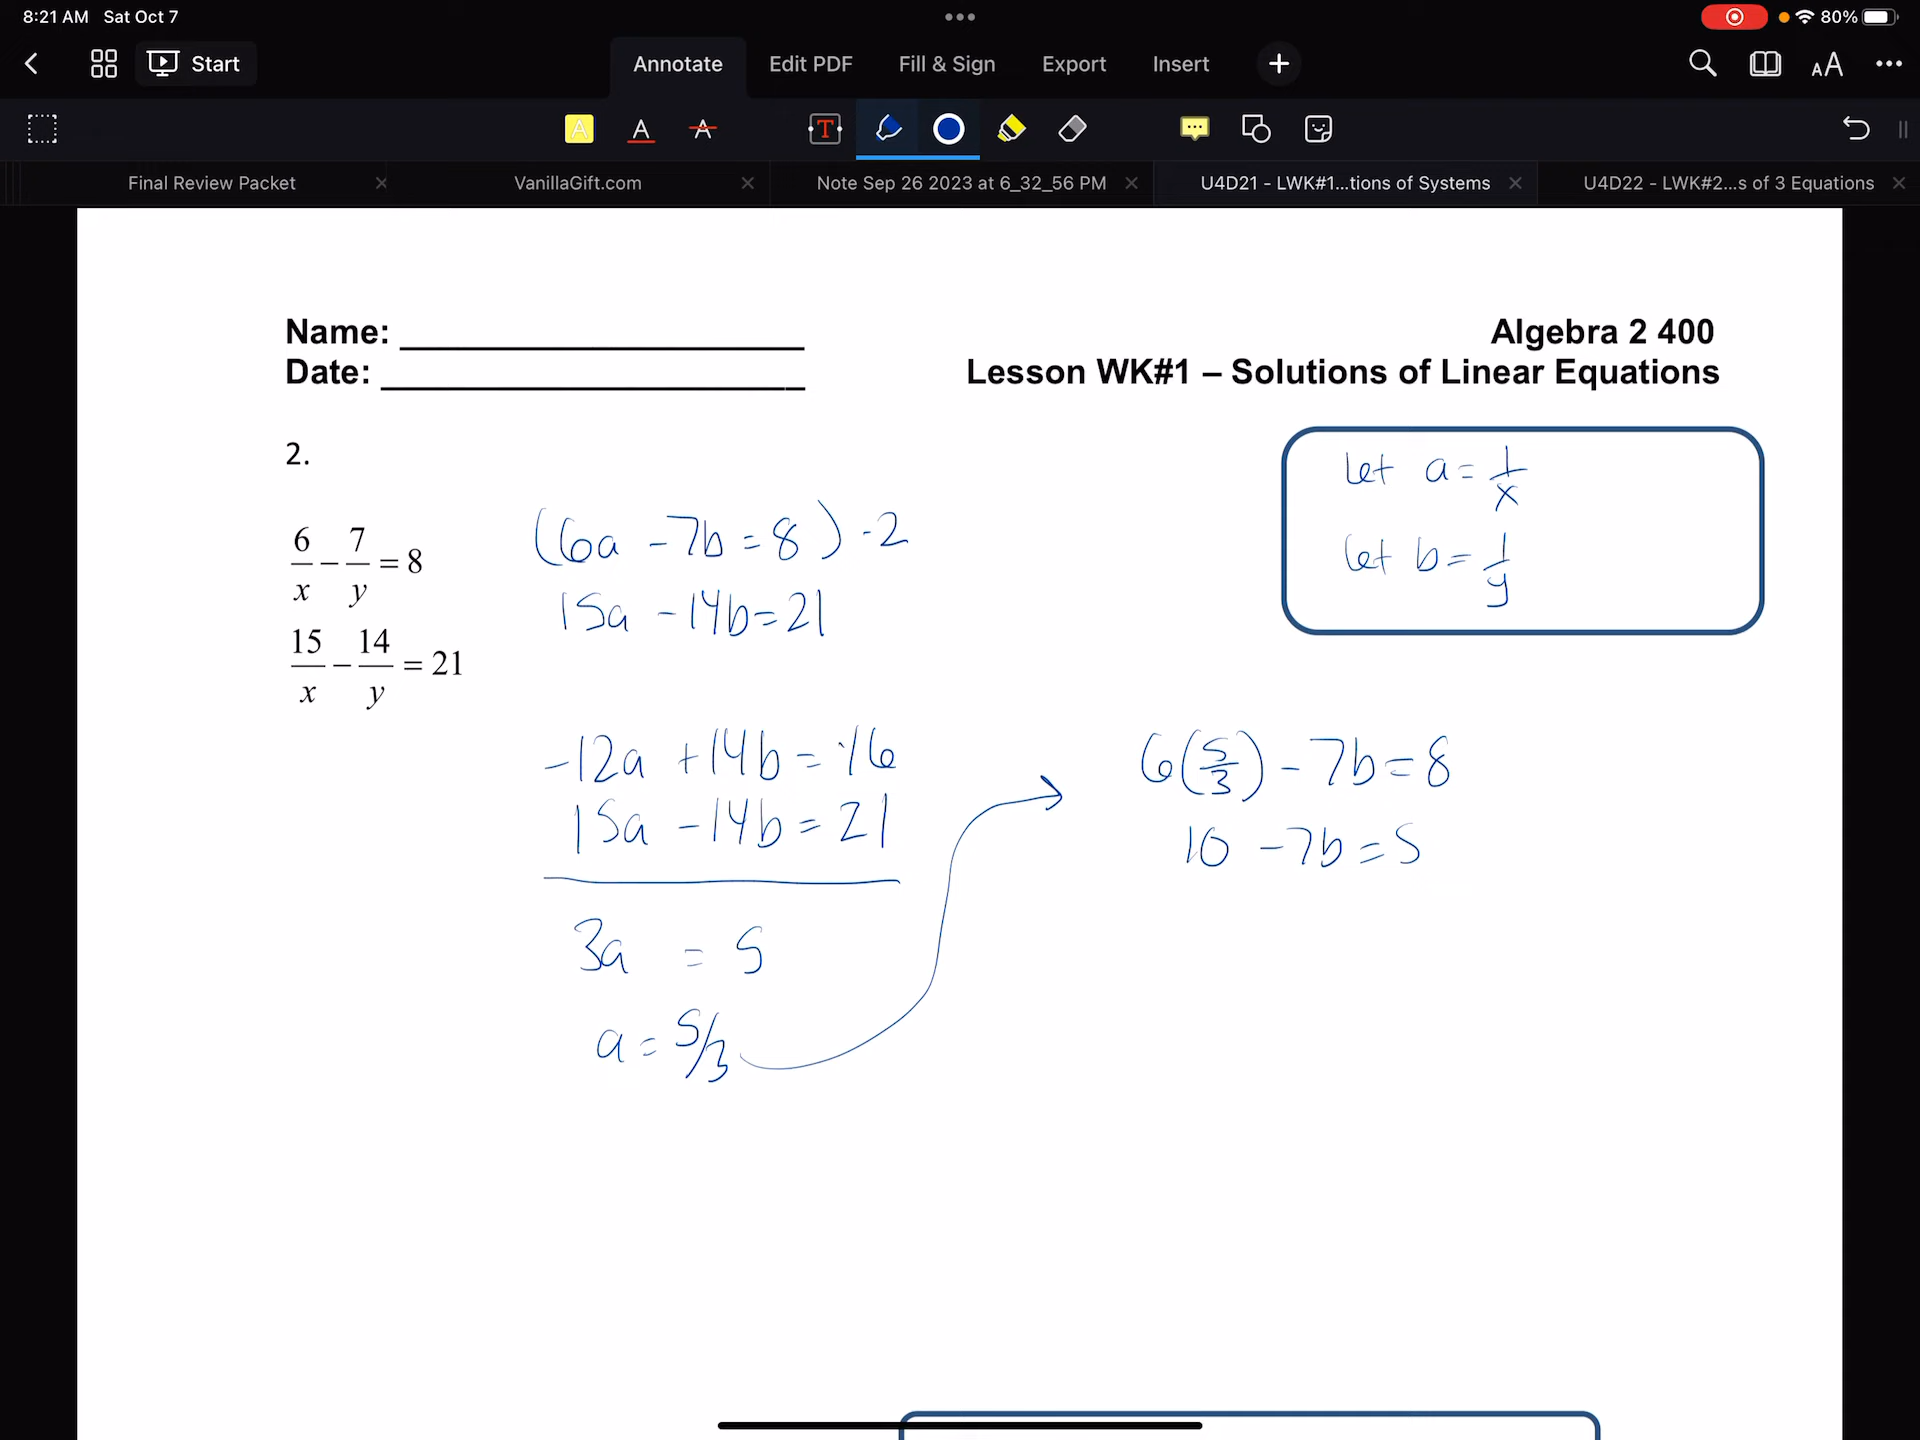 8:21 AM Sat Oct 7
80%
Start
Annotate
Edit PDF
Fill & Sign
Export
Insert
Final Review Packet
VanillaGift.com
Note Sep 26 2023 at 6_32_56 PM
U4D21 - LWK#1...tions of Systems
U4D22 - LWK#2...s of 3 Equations
Name: ____________________
Date: ____________________
Algebra 2 400
Lesson WK#1 – Solutions of Linear Equations
2.
let a = 1/x
let b = 1/y
6/x − 7/y = 8
15/x − 14/y = 21
(6a − 7b = 8) · 2
15a − 14b = 21
-12a + 14b = -16
15a − 14b = 21
3a = 5
a = 5/3
6(5/3) − 7b = 8
10 − 7b = 5